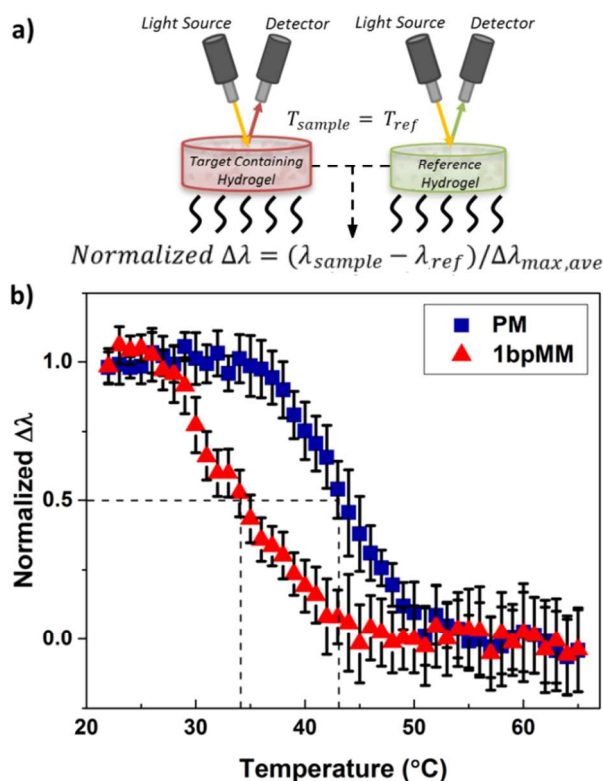 a)
Light Source Detector Light Source Detector
T_sample = T_ref
Target Containing Hydrogel
Reference Hydrogel
Normalized Δλ = (λ_sample − λ_ref)/Δλ_max,ave
b)
PM
1bpMM
1.0
0.5
0.0
Normalized Δλ
20 30 40 50 60
Temperature (°C)